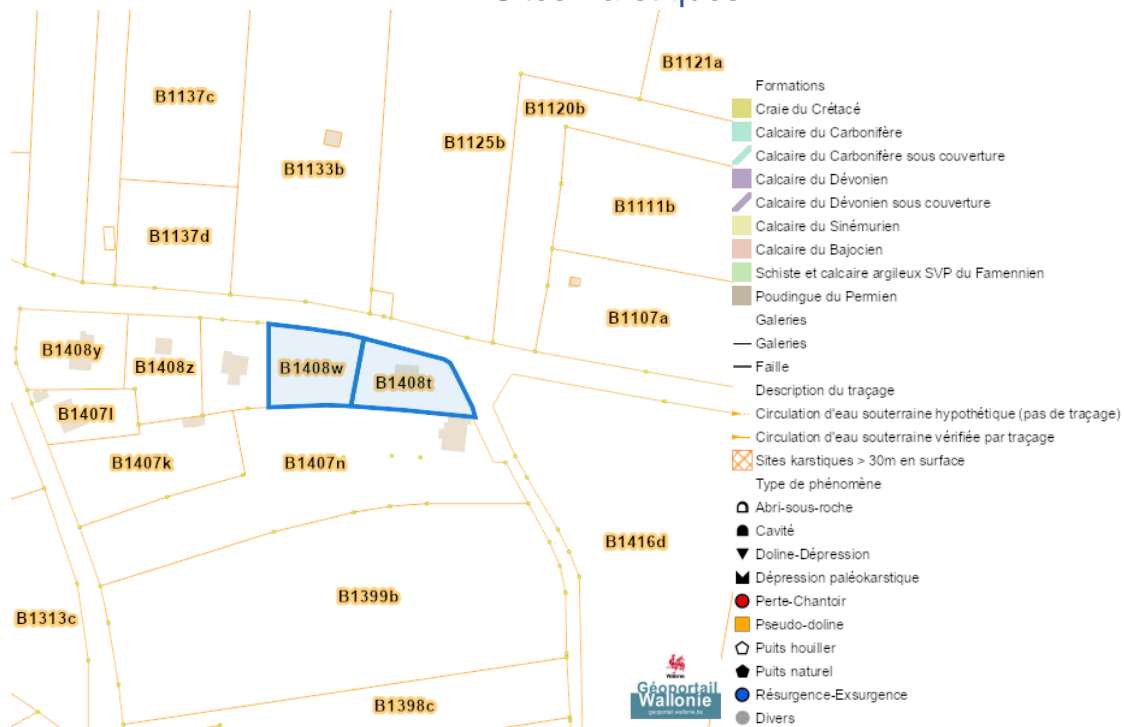 B1121a
B1137c
B1120b
B1125b
B1133b
B1111b
B1137d
B1107a
B1408y
B1408z
B1408w
B1408t
B1407l
B1407k
B1407n
B1416d
B1399b
B1313c
B1398c
Formations
Craie du Crétacé
Calcaire du Carbonifère
Calcaire du Carbonifère sous couverture
Calcaire du Dévonien
Calcaire du Dévonien sous couverture
Calcaire du Sinémurien
Calcaire du Bajocien
Schiste et calcaire argileux SVP du Famennien
Poudingue du Permien
Galeries
Galeries
Faille
Description du traçage
Circulation d'eau souterraine hypothétique (pas de traçage)
Circulation d'eau souterraine vérifiée par traçage
Sites karstiques > 30m en surface
Type de phénomène
Abri-sous-roche
Cavité
Doline-Dépression
Dépression paléokarstique
Perte-Chantoir
Pseudo-doline
Puits houiller
Puits naturel
Résurgence-Exsurgence
Divers
Wallonie
Géoportail
Wallonie
geoportail.wallonie.be